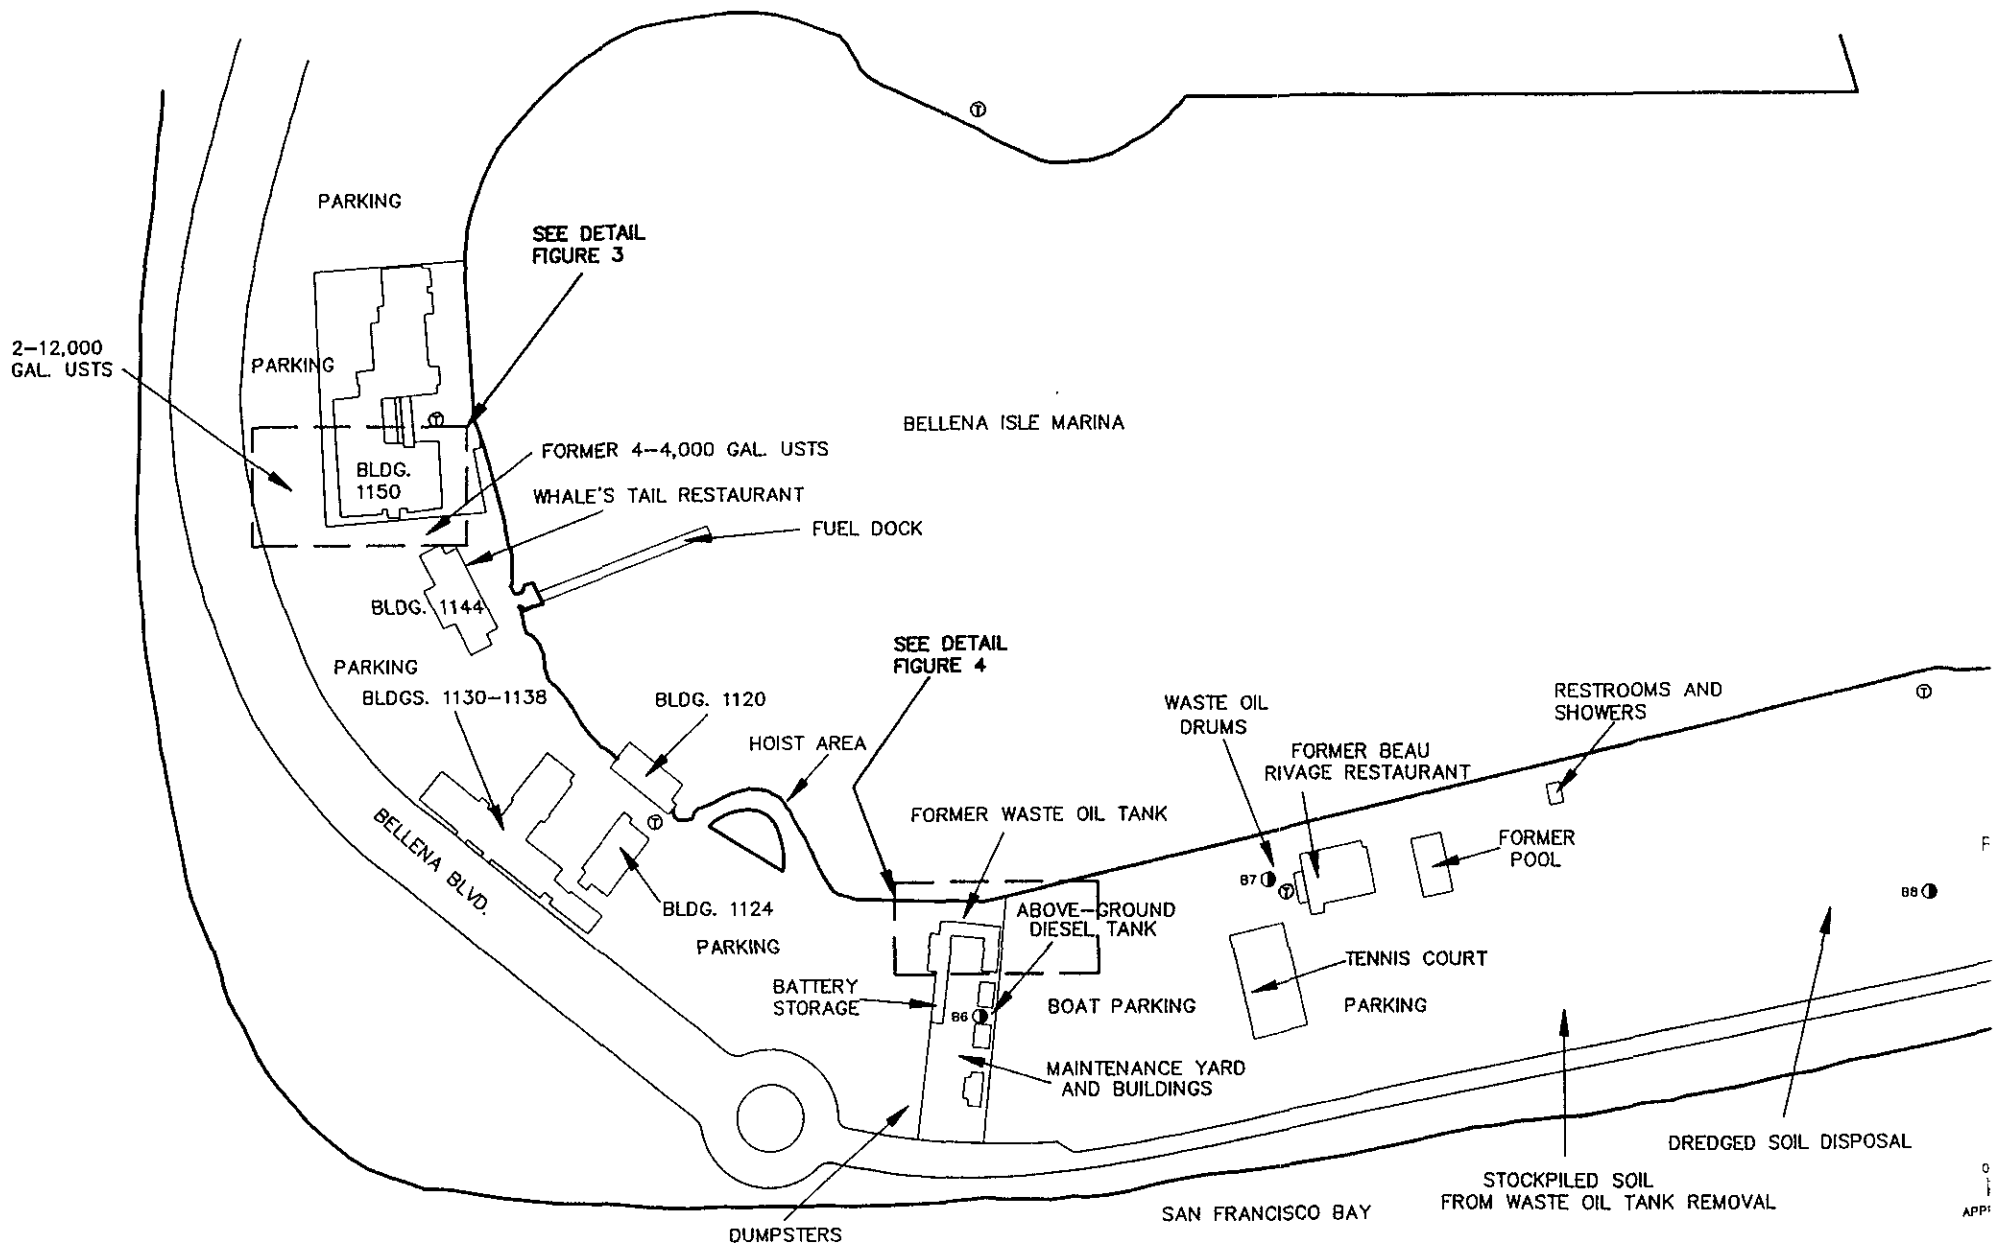 PARKING
SEE DETAIL
FIGURE 3
2-12,000
GAL. USTS
PARKING
BELLENA ISLE MARINA
FORMER 4-4,000 GAL. USTS
BLDG.
1150
WHALE'S TAIL RESTAURANT
FUEL DOCK
BLDG. 1144
SEE DETAIL
FIGURE 4
PARKING
BLDGS. 1130-1138
BLDG. 1120
HOIST AREA
WASTE OIL
DRUMS
RESTROOMS AND
SHOWERS
FORMER BEAU
RIVAGE RESTAURANT
FORMER WASTE OIL TANK
BELLENA BLVD.
FORMER
POOL
B7
B8
BLDG. 1124
ABOVE-GROUND
DIESEL TANK
PARKING
TENNIS COURT
BATTERY
STORAGE
BOAT PARKING
PARKING
B6
MAINTENANCE YARD
AND BUILDINGS
DREDGED SOIL DISPOSAL
STOCKPILED SOIL
FROM WASTE OIL TANK REMOVAL
SAN FRANCISCO BAY
DUMPSTERS
T
T
T
T
T